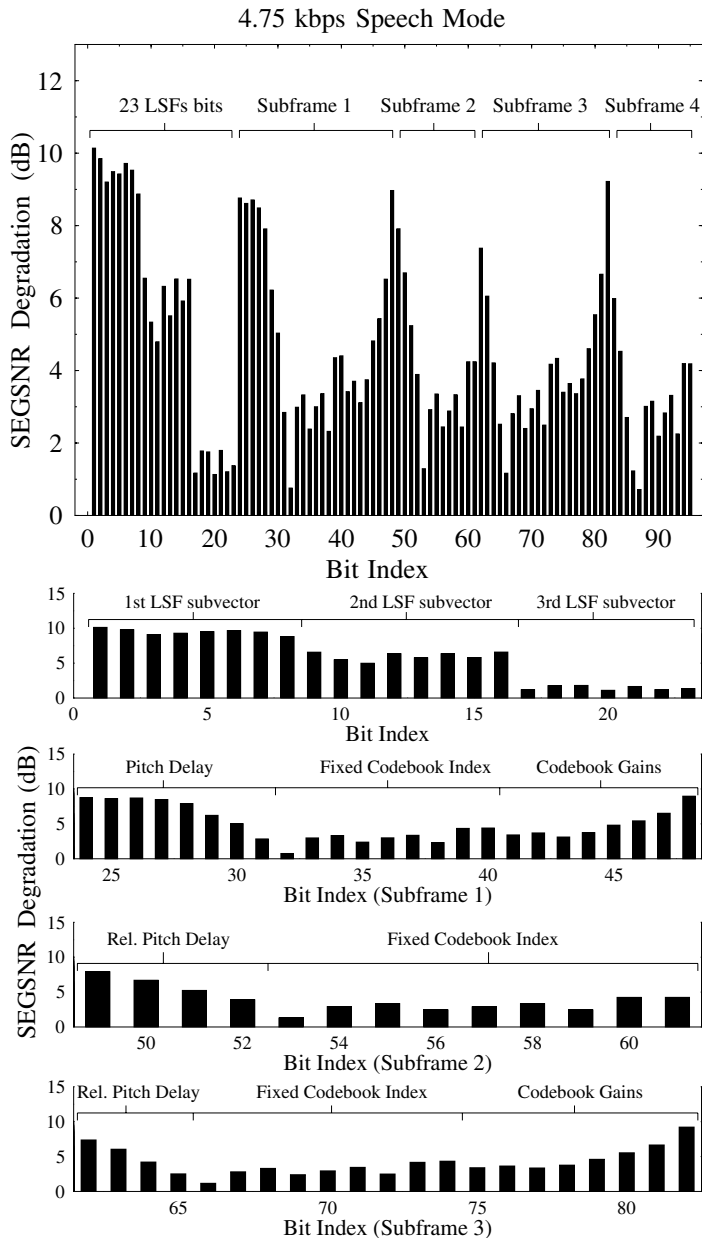 4.75 kbps Speech Mode
12
10
8
6
4
2
0
SEGSNR Degradation (dB)
23 LSFs bits
Subframe 1
Subframe 2
Subframe 3
Subframe 4
0 10 20 30 40 50 60 70 80 90
Bit Index
15
10
5
0
1st LSF subvector
2nd LSF subvector
3rd LSF subvector
0 5 10 15 20
Bit Index
SEGSNR Degradation (dB)
15
10
5
0
Pitch Delay
Fixed Codebook Index
Codebook Gains
25 30 35 40 45
Bit Index (Subframe 1)
15
10
5
0
Rel. Pitch Delay
Fixed Codebook Index
50 52 54 56 58 60
Bit Index (Subframe 2)
15
10
5
0
Rel. Pitch Delay
Fixed Codebook Index
Codebook Gains
65 70 75 80
Bit Index (Subframe 3)